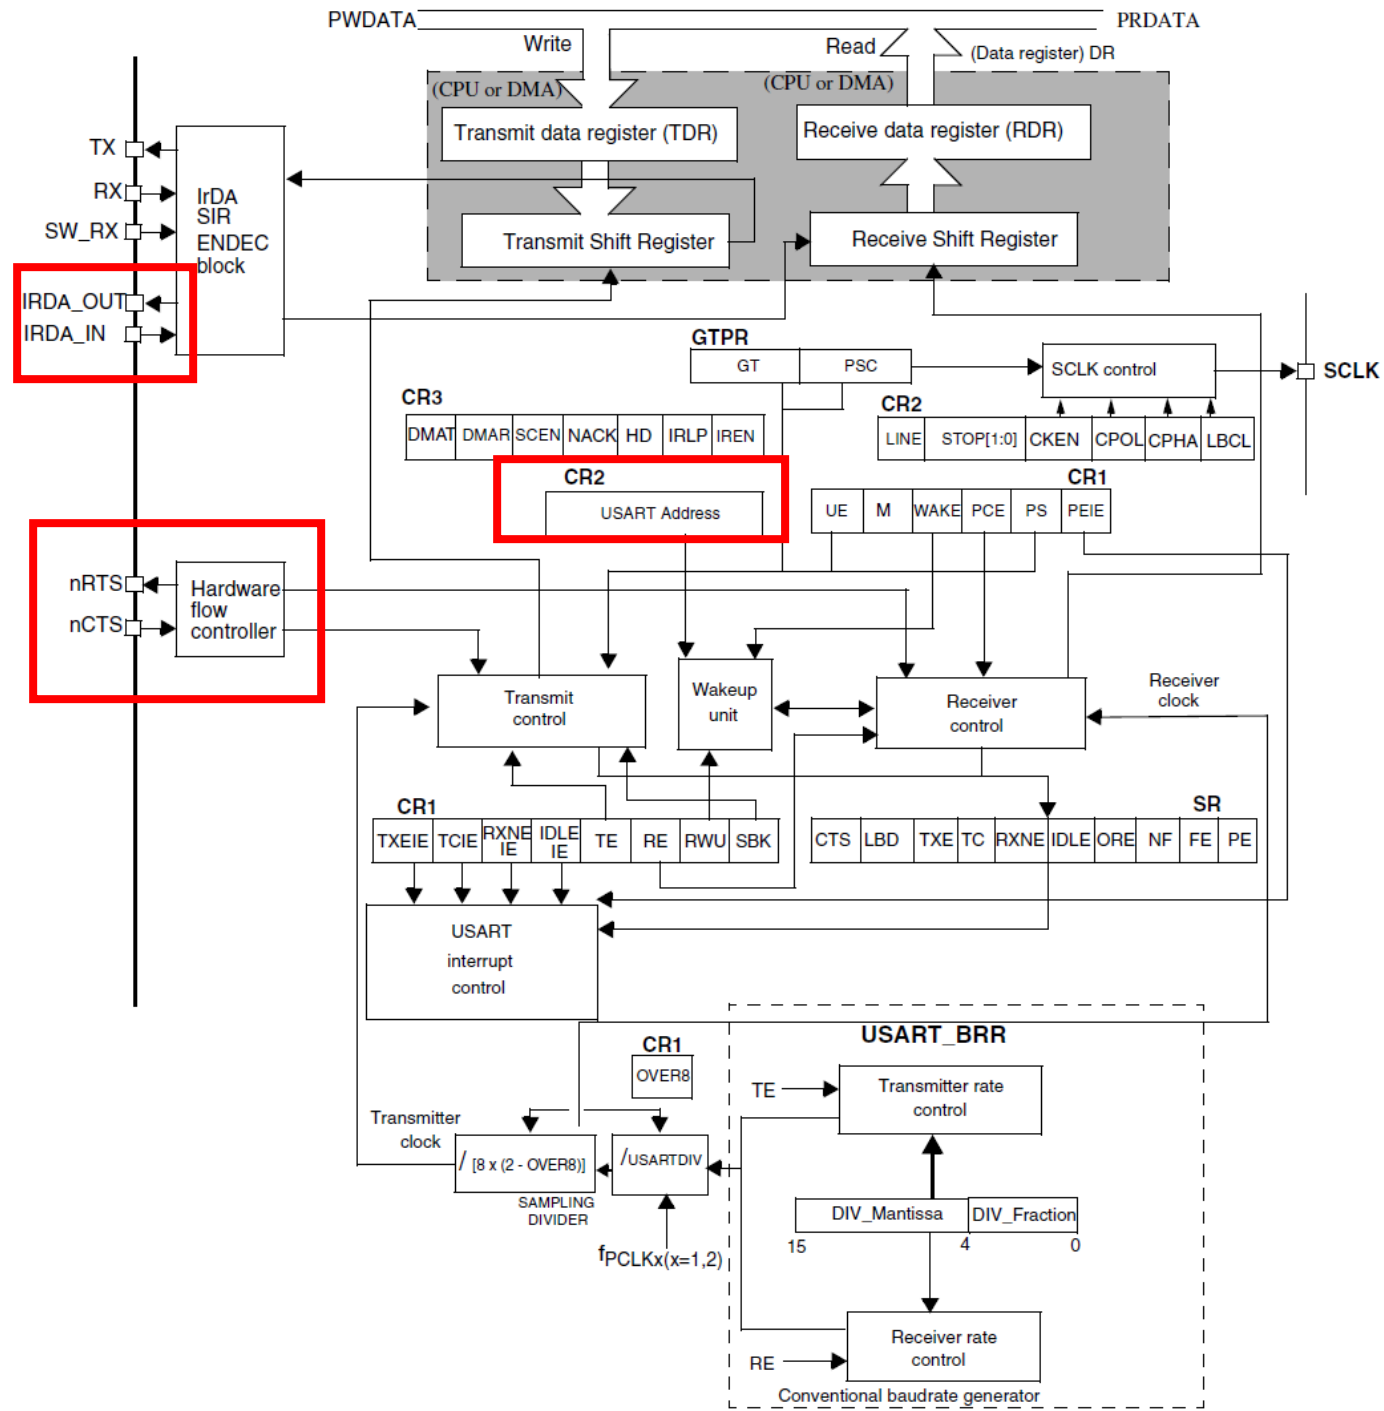 PWDATA
PRDATA
Write
Read
(Data register) DR
(CPU or DMA)
(CPU or DMA)
Transmit data register (TDR)
Receive data register (RDR)
TX
RX
SW_RX
IrDA
SIR
ENDEC
block
Transmit Shift Register
Receive Shift Register
IRDA_OUT
IRDA_IN
GTPR
GT
PSC
SCLK control
SCLK
CR3
DMAT
DMAR
SCEN
NACK
HD
IRLP
IREN
CR2
LINE
STOP[1:0]
CKEN
CPOL
CPHA
LBCL
CR2
USART Address
CR1
UE
M
WAKE
PCE
PS
PEIE
nRTS
nCTS
Hardware
flow
controller
Transmit
control
Wakeup
unit
Receiver
control
Receiver
clock
CR1
TXEIE
TCIE
RXNE
IE
IDLE
IE
TE
RE
RWU
SBK
SR
CTS
LBD
TXE
TC
RXNE
IDLE
ORE
NF
FE
PE
USART
interrupt
control
USART_BRR
CR1
OVER8
TE
Transmitter rate
control
Transmitter
clock
/ [8 x (2 - OVER8)]
/USARTDIV
SAMPLING
DIVIDER
fPCLKx(x=1,2)
DIV_Mantissa
DIV_Fraction
15
4
0
RE
Receiver rate
control
Conventional baudrate generator